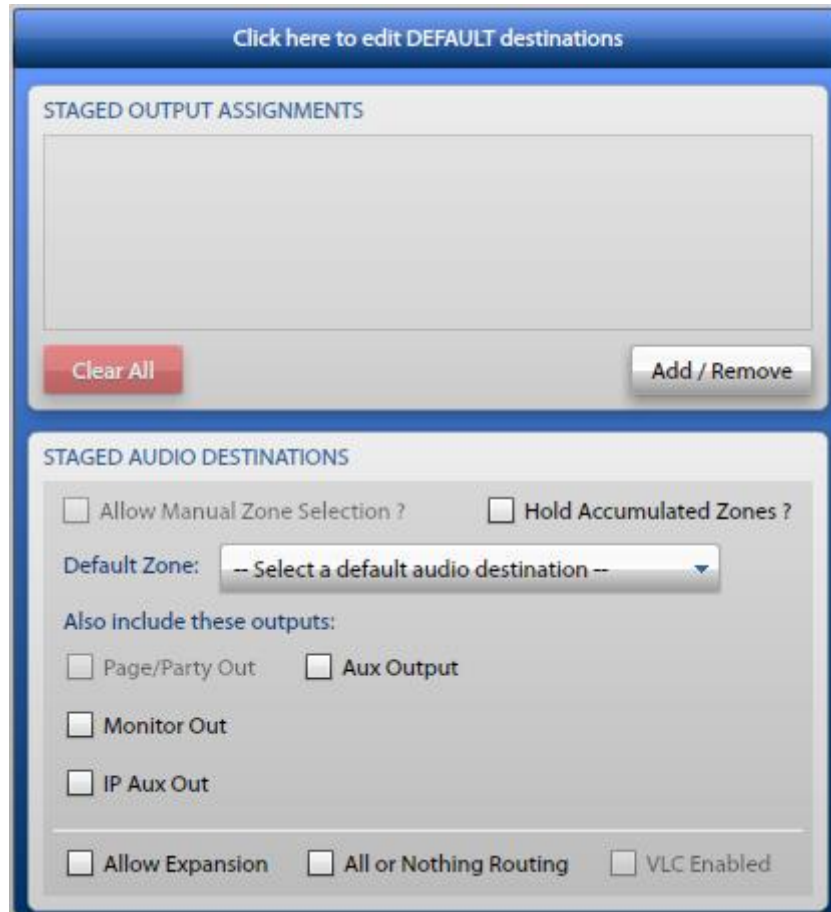 Click here to edit DEFAULT destinations
STAGED OUTPUT ASSIGNMENTS
Clear All
Add / Remove
STAGED AUDIO DESTINATIONS
Allow Manual Zone Selection ?
Hold Accumulated Zones ?
Default Zone:
-- Select a default audio destination --
Also include these outputs:
Page/Party Out
Aux Output
Monitor Out
IP Aux Out
Allow Expansion
All or Nothing Routing
VLC Enabled